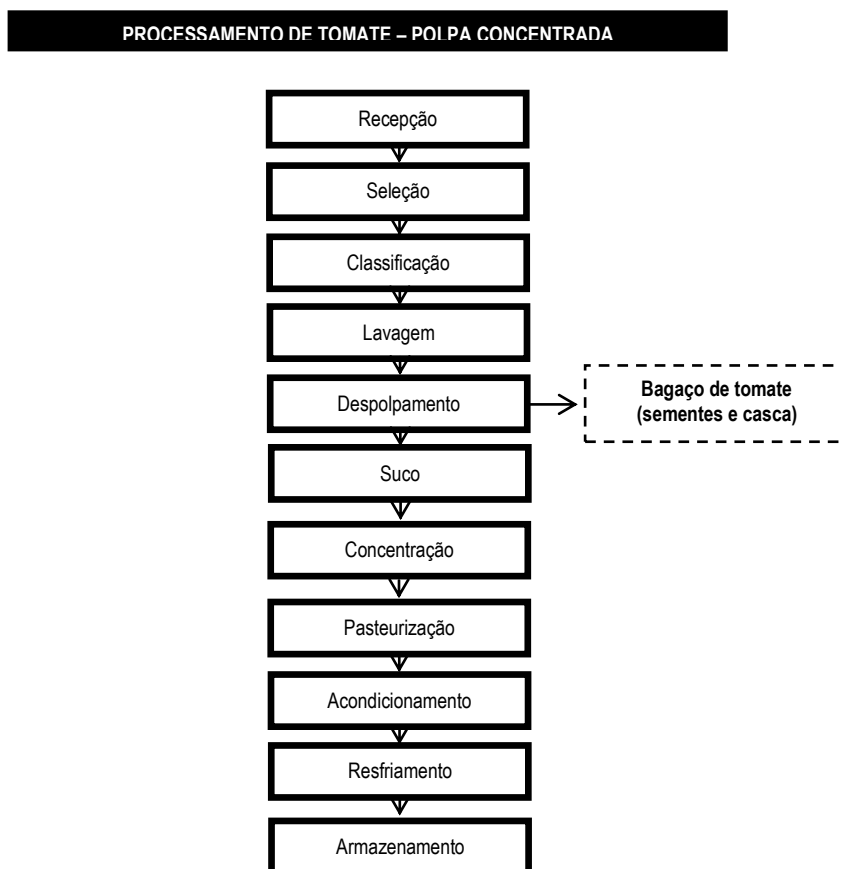 PROCESSAMENTO DE TOMATE – POLPA CONCENTRADA
Recepção
Seleção
Classificação
Lavagem
Despolpamento
Bagaço de tomate
(sementes e casca)
Suco
Concentração
Pasteurização
Acondicionamento
Resfriamento
Armazenamento